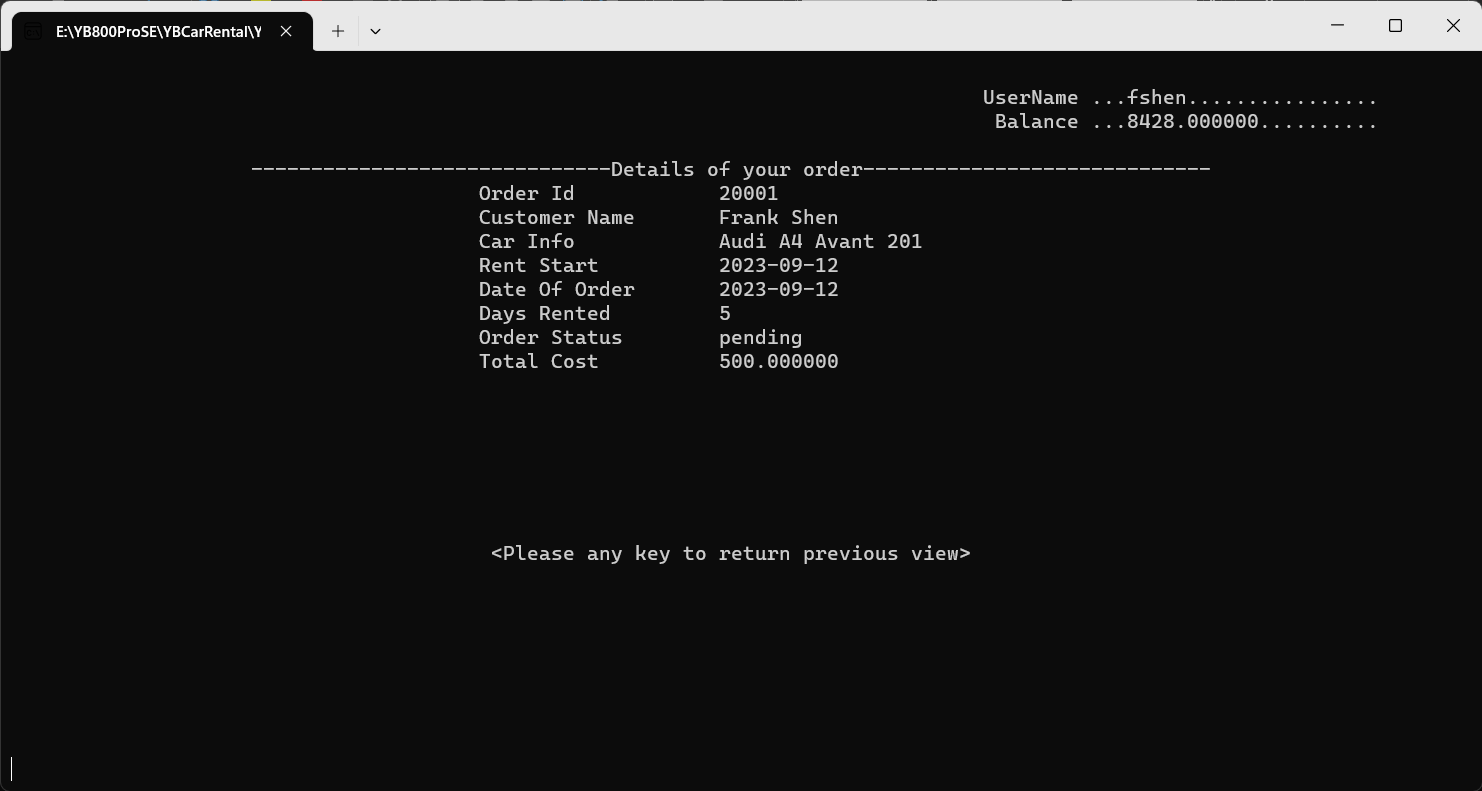 E:\YB800ProSE\YBCarRental\Y
UserName ...fshen................
Balance ...8428.000000..........
------------------------------Details of your order-----------------------------
Order Id 20001
Customer Name Frank Shen
Car Info Audi A4 Avant 201
Rent Start 2023-09-12
Date Of Order 2023-09-12
Days Rented 5
Order Status pending
Total Cost 500.000000
<Please any key to return previous view>